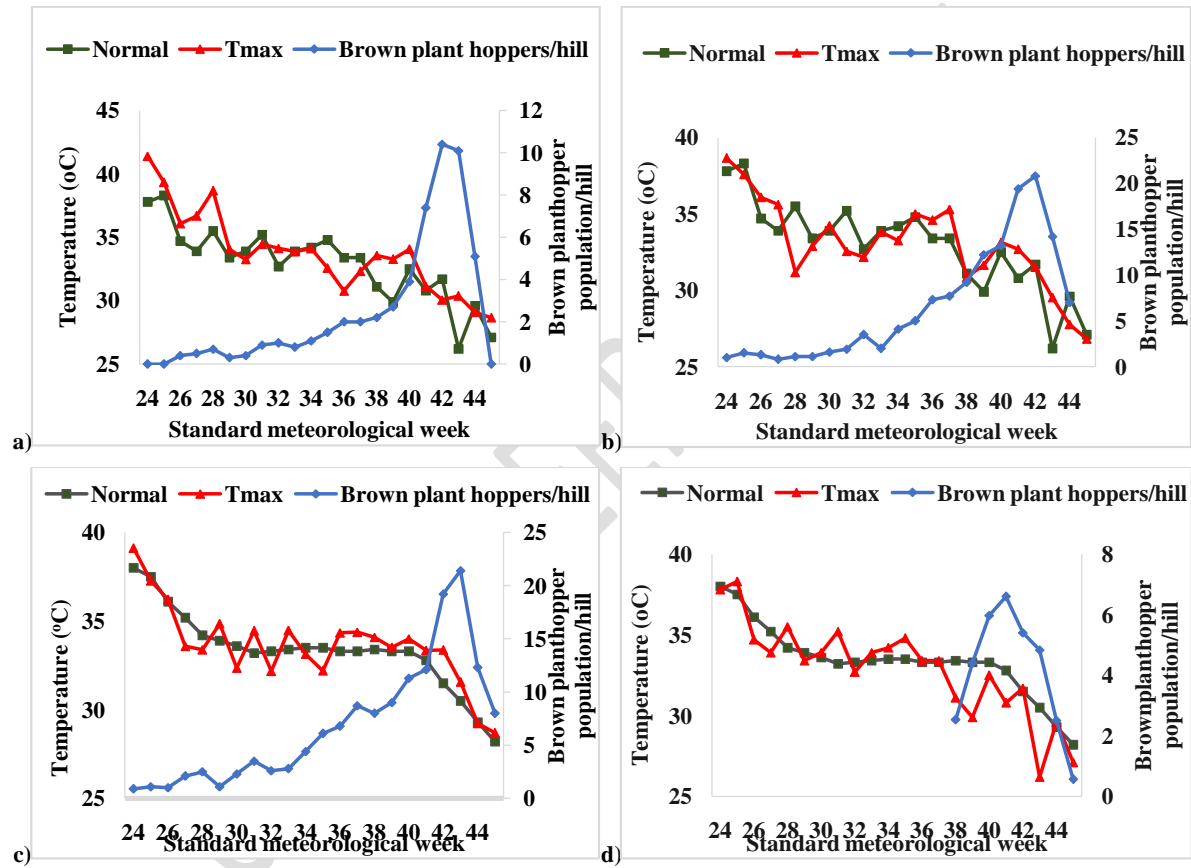 Normal Tmax Brown plant hoppers/hill
Temperature (oC)
45
40
35
30
25
12
10
8
6
4
2
0
Brown planthopper
population/hill
24 26 28 30 32 34 36 38 40 42 44
Standard meteorological week
a)
Normal Tmax Brown plant hoppers/hill
Temperature (oC)
40
35
30
25
25
20
15
10
5
0
Brown planthopper
population/hill
24 26 28 30 32 34 36 38 40 42 44
Standard meteorological week
b)
Normal Tmax Brown plant hoppers/hill
Temperature (ºC)
40
35
30
25
25
20
15
10
5
0
Brown planthopper
population/hill
24 26 28 30 32 34 36 38 40 42 44
Standard meteorological week
c)
Normal Tmax Brown plant hoppers/hill
Temperature (oC)
40
35
30
25
8
6
4
2
0
Brownplanthopper
population/hill
24 26 28 30 32 34 36 38 40 42 44
Standard meteorological week
d)